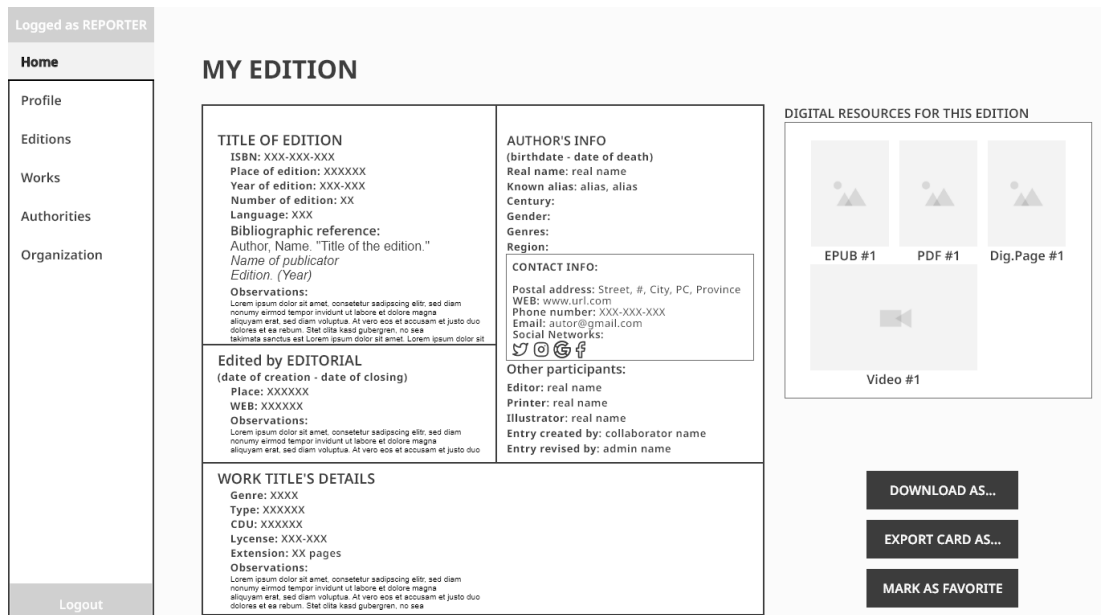 Logged as REPORTER
Home
Profile
Editions
Works
Authorities
Organization
Logout
MY EDITION
TITLE OF EDITION
ISBN: XXX-XXX-XXX
Place of edition: XXXXXX
Year of edition: XXX-XXX
Number of edition: XX
Language: XXX
Bibliographic reference:
Author, Name. "Title of the edition."
Name of publicator
Edition. (Year)
Observations:
Lorem ipsum dolor sit amet, consetetur sadipscing elitr, sed diam
nonumy eirmod tempor invidunt ut labore et dolore magna
aliquyam erat, sed diam voluptua. At vero eos et accusam et justo duo
dolores et ea rebum. Stet clita kasd gubergren, no sea
takimata sanctus est Lorem ipsum dolor sit amet. Lorem ipsum dolor sit
Edited by EDITORIAL
(date of creation - date of closing)
Place: XXXXXX
WEB: XXXXXX
Observations:
Lorem ipsum dolor sit amet, consetetur sadipscing elitr, sed diam
nonumy eirmod tempor invidunt ut labore et dolore magna
aliquyam erat, sed diam voluptua. At vero eos et accusam et justo duo
AUTHOR'S INFO
(birthdate - date of death)
Real name: real name
Known alias: alias, alias
Century:
Gender:
Genres:
Region:
CONTACT INFO:
Postal address: Street, #, City, PC, Province
WEB: www.url.com
Phone number: XXX-XXX-XXX
Email: autor@gmail.com
Social Networks:
Other participants:
Editor: real name
Printer: real name
Illustrator: real name
Entry created by: collaborator name
Entry revised by: admin name
WORK TITLE'S DETAILS
Genre: XXXX
Type: XXXXXX
CDU: XXXXXX
Lycense: XXX-XXX
Extension: XX pages
Observations:
Lorem ipsum dolor sit amet, consetetur sadipscing elitr, sed diam
nonumy eirmod tempor invidunt ut labore et dolore magna
aliquyam erat, sed diam voluptua. At vero eos et accusam et justo duo
dolores et ea rebum. Stet clita kasd gubergren, no sea
DIGITAL RESOURCES FOR THIS EDITION
EPUB #1
PDF #1
Dig.Page #1
Video #1
DOWNLOAD AS...
EXPORT CARD AS...
MARK AS FAVORITE